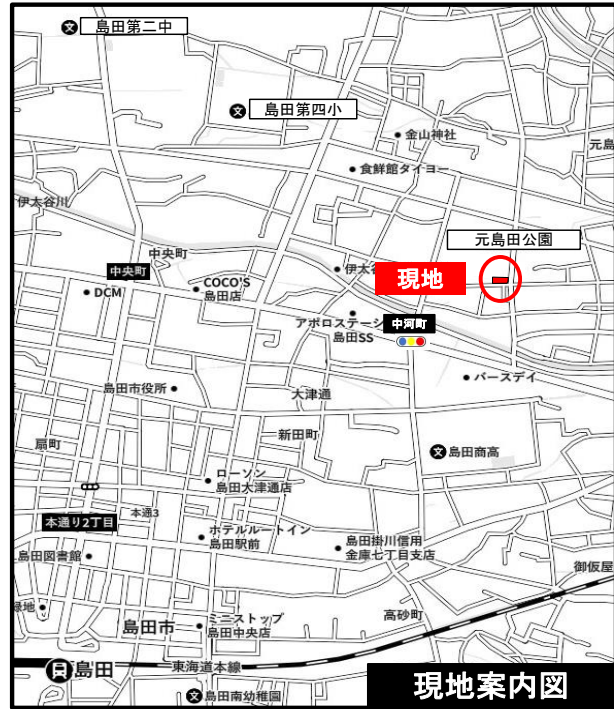 島田第二中
島田第四小
金山神社
元島
食鮮館タイヨー
伊太谷川
元島田公園
中央町
中央町
伊太谷
現地
DCM
COCO'S
島田店
アポロステーシ
島田SS
中河町
バースデイ
島田市役所
大津通
新田町
扇町
島田商高
ローソン
島田大津通店
本通り2丁目
本通3
ホテルルートイン
島田駅前
島田掛川信用
金庫七丁目支店
島田図書館
御仮屋
緑地
高砂町
島田市
ミニストップ
島田中央店
島田
東海道本線
現地案内図
島田南幼稚園